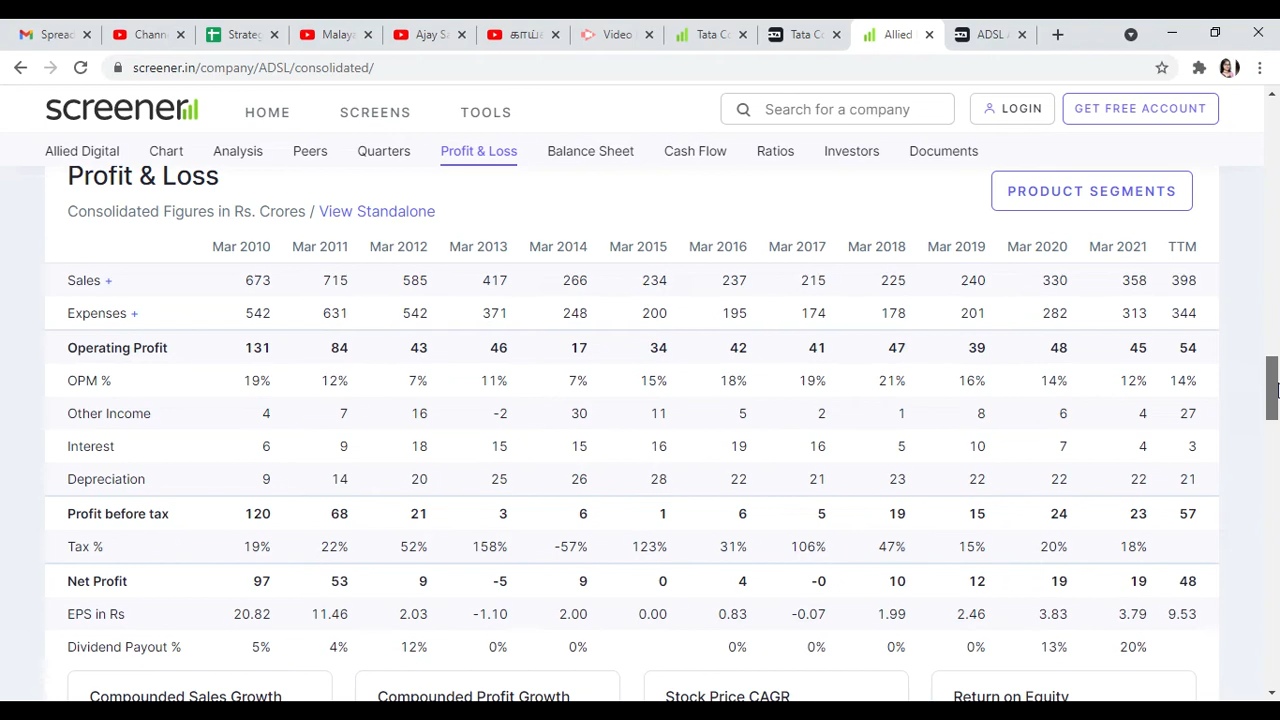 Spread Chann Strate Malaya Ajay Sa காப் Video Tata Co Tata Co Allied ADSL A
screener.in/company/ADSL/consolidated/
screener HOME SCREENS TOOLS Search for a company LOGIN GET FREE ACCOUNT
Allied Digital Chart Analysis Peers Quarters Profit & Loss Balance Sheet Cash Flow Ratios Investors Documents
Profit & Loss
PRODUCT SEGMENTS
Consolidated Figures in Rs. Crores / View Standalone
Mar 2010 Mar 2011 Mar 2012 Mar 2013 Mar 2014 Mar 2015 Mar 2016 Mar 2017 Mar 2018 Mar 2019 Mar 2020 Mar 2021 TTM
Sales + 673 715 585 417 266 234 237 215 225 240 330 358 398
Expenses + 542 631 542 371 248 200 195 174 178 201 282 313 344
Operating Profit 131 84 43 46 17 34 42 41 47 39 48 45 54
OPM % 19% 12% 7% 11% 7% 15% 18% 19% 21% 16% 14% 12% 14%
Other Income 4 7 16 -2 30 11 5 2 1 8 6 4 27
Interest 6 9 18 15 15 16 19 16 5 10 7 4 3
Depreciation 9 14 20 25 26 28 22 21 23 22 22 22 21
Profit before tax 120 68 21 3 6 1 6 5 19 15 24 23 57
Tax % 19% 22% 52% 158% -57% 123% 31% 106% 47% 15% 20% 18%
Net Profit 97 53 9 -5 9 0 4 -0 10 12 19 19 48
EPS in Rs 20.82 11.46 2.03 -1.10 2.00 0.00 0.83 -0.07 1.99 2.46 3.83 3.79 9.53
Dividend Payout % 5% 4% 12% 0% 0% 0% 0% 0% 0% 13% 20%
Compounded Sales Growth Compounded Profit Growth Stock Price CAGR Return on Equity